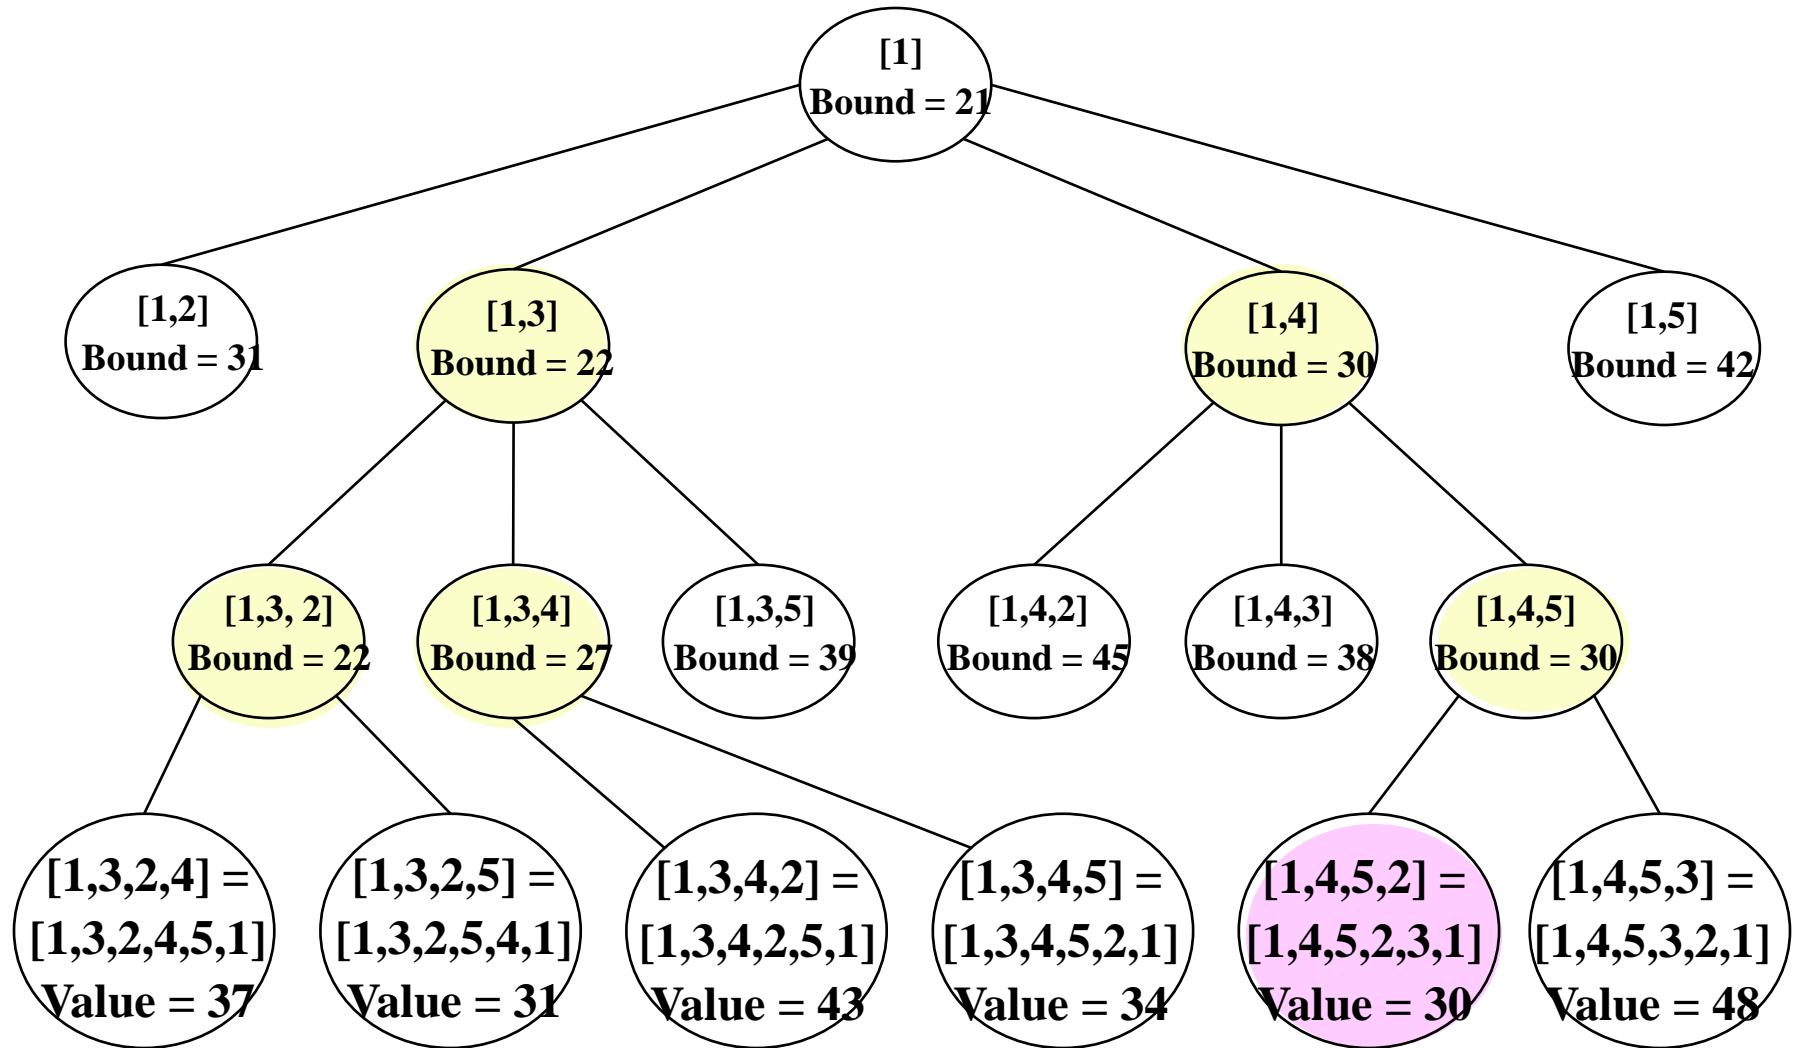 [1]
Bound = 21
[1,2]
Bound = 31
[1,3]
Bound = 22
[1,4]
Bound = 30
[1,5]
Bound = 42
[1,3, 2]
Bound = 22
[1,3,4]
Bound = 27
[1,3,5]
Bound = 39
[1,4,2]
Bound = 45
[1,4,3]
Bound = 38
[1,4,5]
Bound = 30
[1,3,2,4] =
[1,3,2,4,5,1]
Value = 37
[1,3,2,5] =
[1,3,2,5,4,1]
Value = 31
[1,3,4,2] =
[1,3,4,2,5,1]
Value = 43
[1,3,4,5] =
[1,3,4,5,2,1]
Value = 34
[1,4,5,2] =
[1,4,5,2,3,1]
Value = 30
[1,4,5,3] =
[1,4,5,3,2,1]
Value = 48